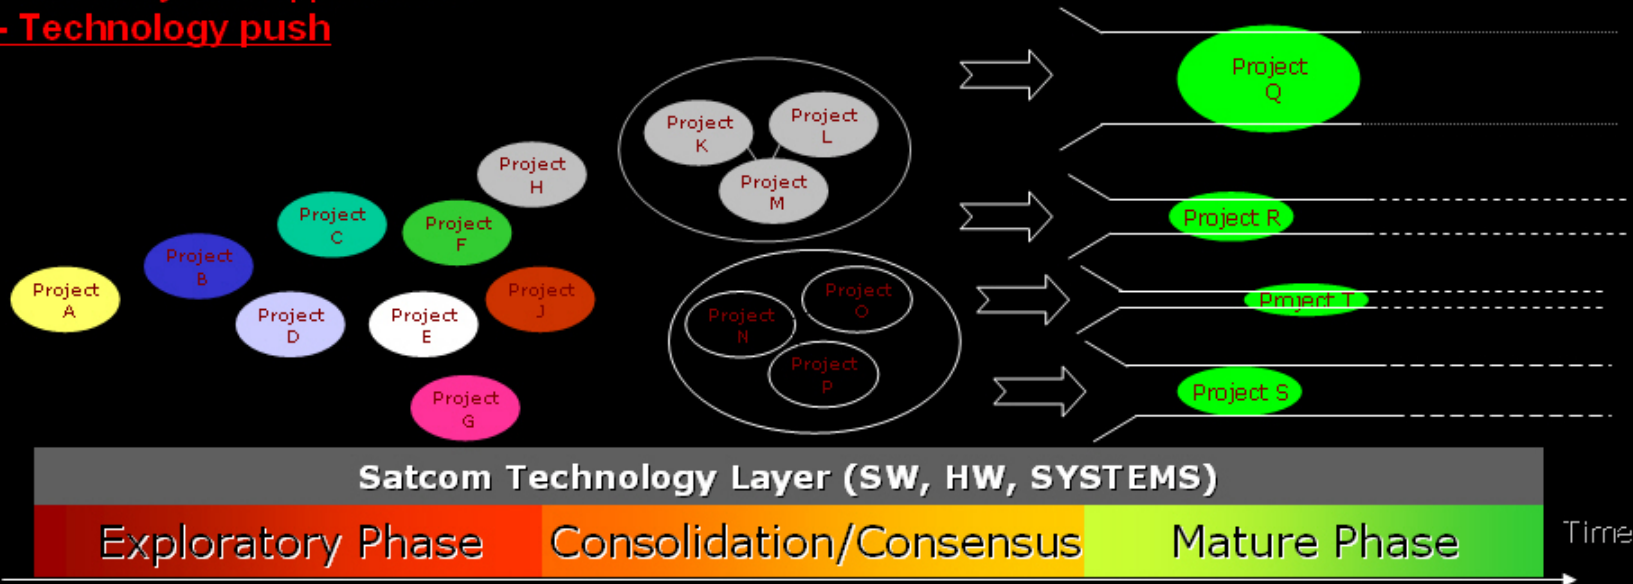 - Technology push
Project
Q
Project
K
Project
L
Project
M
Project
H
Project
C
Project
F
Project R
Project
B
Project
A
Project
J
Project
O
Project T
Project
D
Project
E
Project
N
Project
P
Project S
Project
G
Satcom Technology Layer (SW, HW, SYSTEMS)
Exploratory Phase
Consolidation/Consensus
Mature Phase
Time